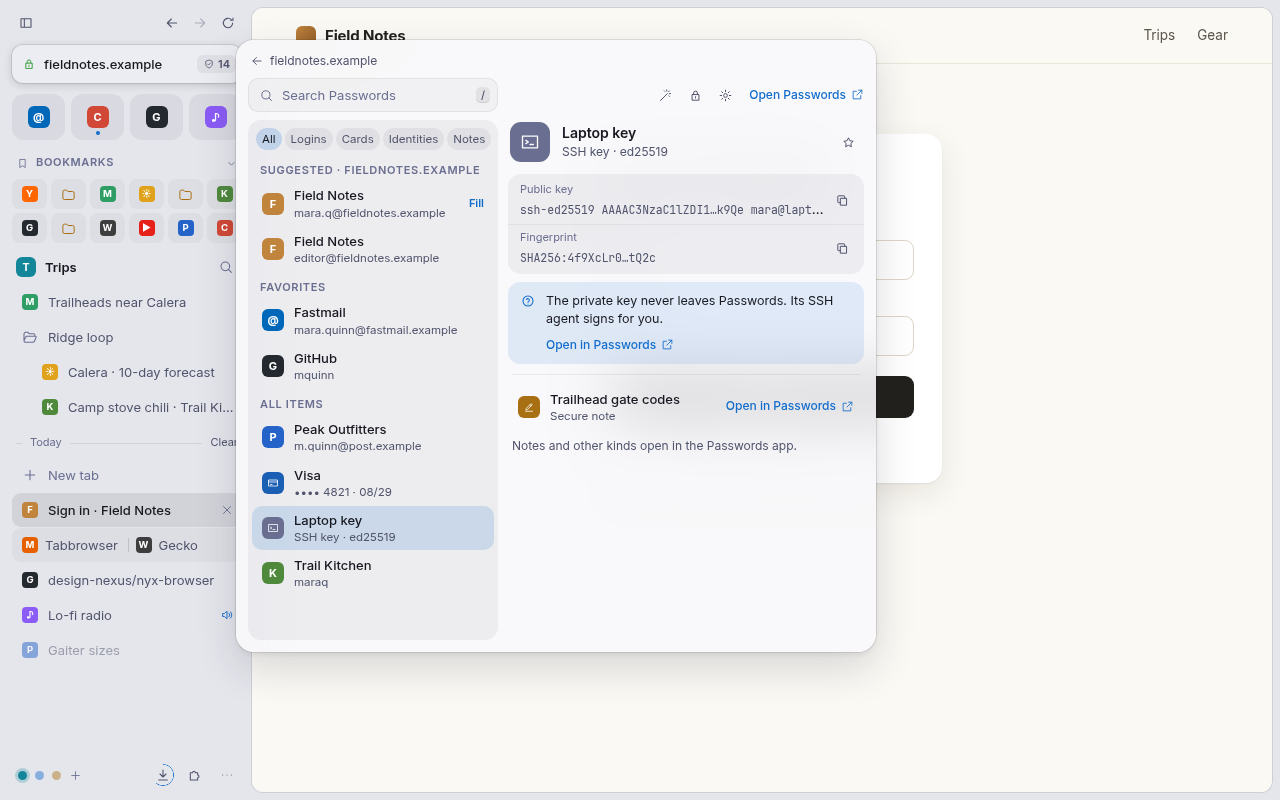 Field Notes
Trips
Gear
fieldnotes.example
14
@
C
G
BOOKMARKS
Y
M
K
G
W
P
C
T
Trips
M
Trailheads near Calera
Ridge loop
Calera · 10-day forecast
K
Camp stove chili · Trail Ki...
Today
Clear
New tab
F
Sign in · Field Notes
M
Tabbrowser
W
Gecko
G
design-nexus/nyx-browser
Lo-fi radio
P
Gaiter sizes
fieldnotes.example
Search Passwords
/
Open Passwords
All
Logins
Cards
Identities
Notes
SUGGESTED · FIELDNOTES.EXAMPLE
F
Field Notes
mara.q@fieldnotes.example
Fill
F
Field Notes
editor@fieldnotes.example
FAVORITES
@
Fastmail
mara.quinn@fastmail.example
G
GitHub
mquinn
ALL ITEMS
P
Peak Outfitters
m.quinn@post.example
Visa
•••• 4821 · 08/29
Laptop key
SSH key · ed25519
K
Trail Kitchen
maraq
Laptop key
SSH key · ed25519
Public key
ssh-ed25519 AAAAC3NzaC1lZDI1…k9Qe mara@lapt...
Fingerprint
SHA256:4f9XcLr0…tQ2c
The private key never leaves Passwords. Its SSH
agent signs for you.
Open in Passwords
Trailhead gate codes
Secure note
Open in Passwords
Notes and other kinds open in the Passwords app.